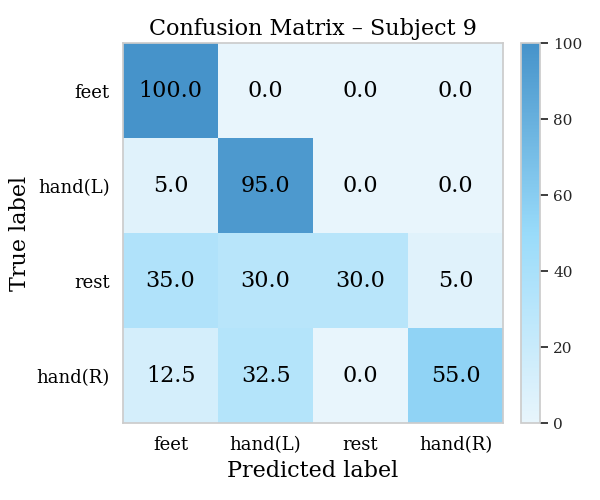 Confusion Matrix – Subject 9
True label
feet 100.0 0.0 0.0 0.0
hand(L) 5.0 95.0 0.0 0.0
rest 35.0 30.0 30.0 5.0
hand(R) 12.5 32.5 0.0 55.0
feet hand(L) rest hand(R)
Predicted label
100
80
60
40
20
0